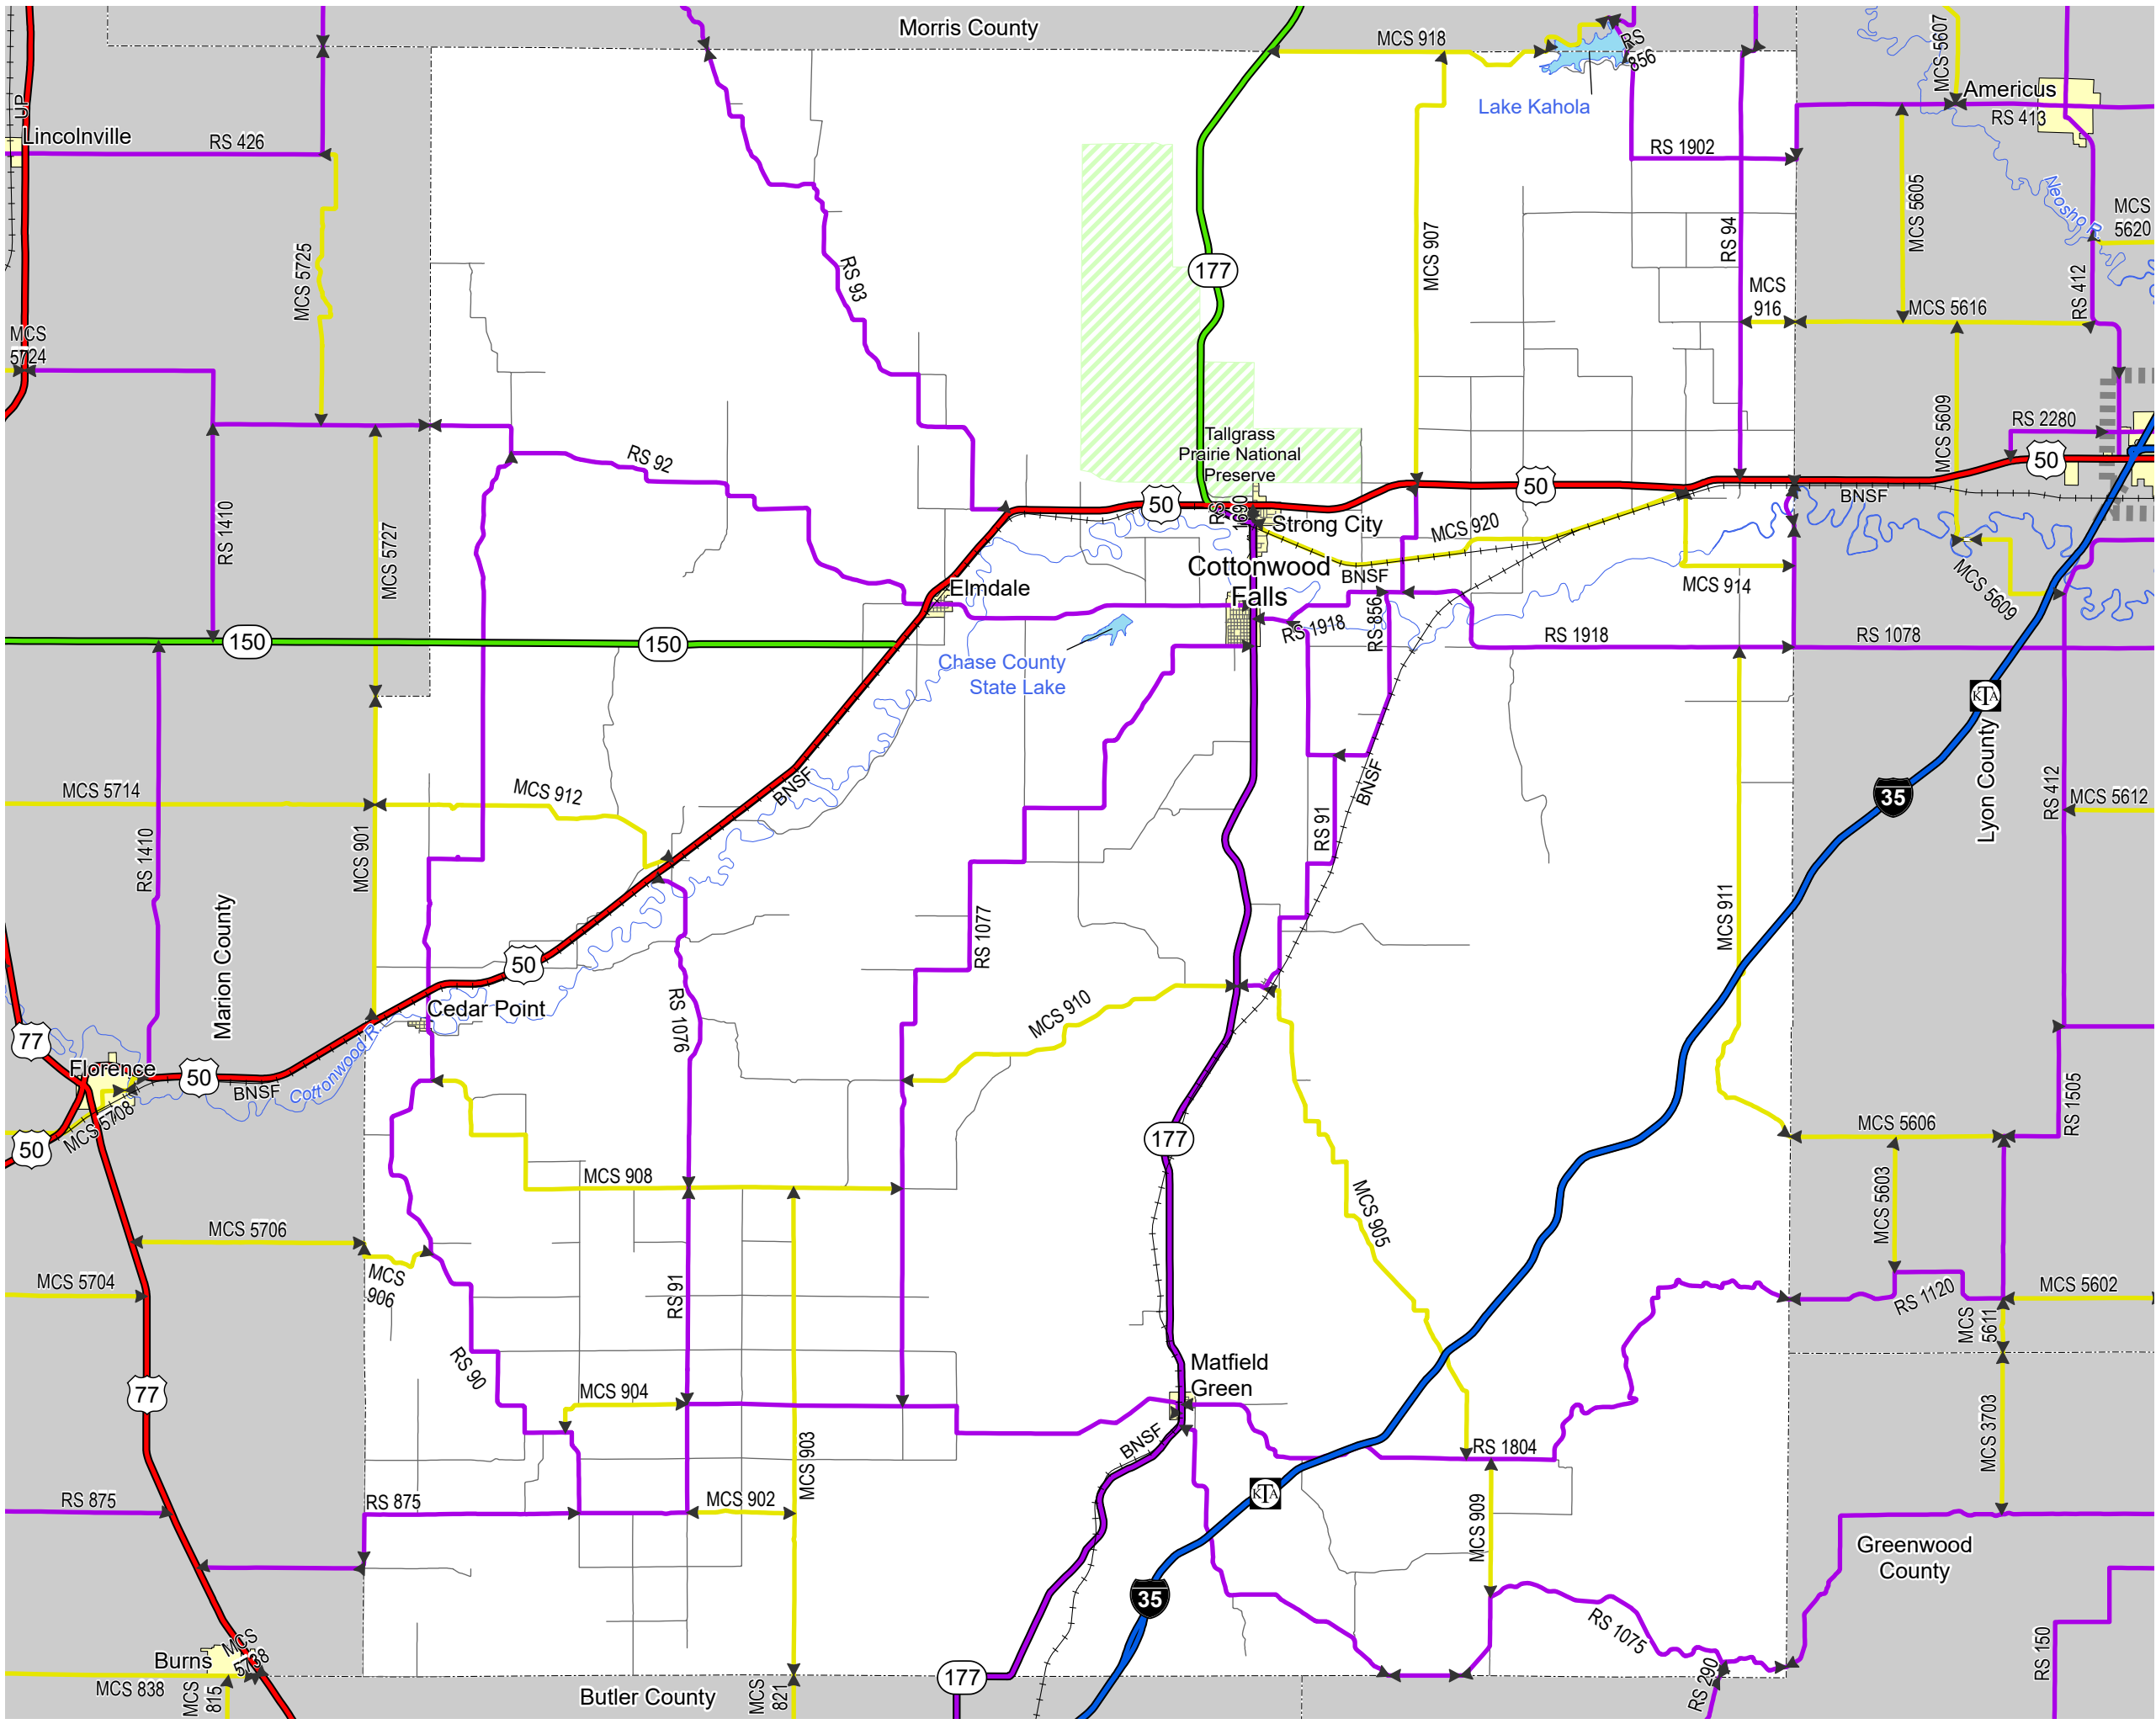 Morris County
MCS 918
RS
856
MCS 5607
Americus
RS 413
Lake Kahola
UP
Lincolnville
RS 426
RS 1902
MCS 5605
Neosho R.
MCS
5620
MCS 5725
RS 93
177
MCS 907
RS 94
MCS
916
MCS 5616
RS 412
MCS
5724
RS 92
Tallgrass
Prairie National
Preserve
MCS 5609
RS 2280
50
50
50
BNSF
RS 1410
MCS 5727
RS
1690
Strong City
MCS 920
Cottonwood
Falls
BNSF
MCS 914
MCS 5609
Elmdale
150
150
RS 1918
RS 856
RS 1918
RS 1078
Chase County
State Lake
KTA
Lyon County
MCS 5714
MCS 912
BNSF
BNSF
35
RS 412
MCS 5612
RS 1410
MCS 901
RS 91
Marion County
RS 1077
MCS 911
50
Cedar Point
RS 1076
MCS 910
77
Florence
50
BNSF
Cottonwood R.
MCS 5708
50
RS 1505
177
MCS 5606
MCS 908
MCS 5603
MCS 905
MCS 5706
MCS
906
MCS 5704
RS 91
RS 1120
MCS
5611
MCS 5602
RS 90
Matfield
Green
77
MCS 904
MCS 3703
BNSF
MCS 903
RS 1804
RS 875
RS 875
MCS 902
KTA
MCS 909
Greenwood
County
35
RS 1075
MCS
5738
Burns
RS 150
177
RS 290
MCS 838
MCS
815
Butler County
MCS
821